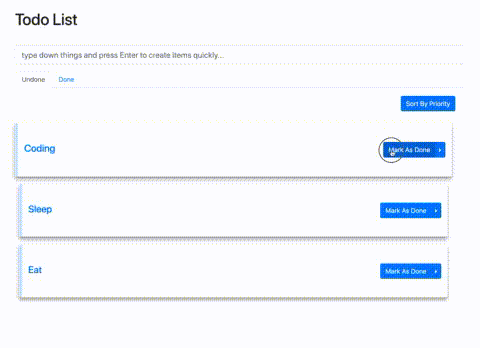 Todo List
type down things and press Enter to create items quickly...
Undone Done
Sort By Priority
Coding Mark As Done
Sleep Mark As Done
Eat Mark As Done